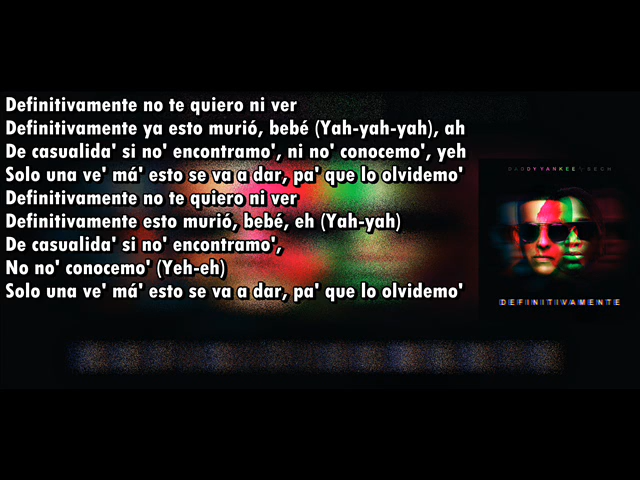 Definitivamente no te quiero ni ver
Definitivamente ya esto murió, bebé (Yah-yah-yah), ah
De casualida' si no' encontramo', ni no' conocemo', yeh
Solo una ve' má' esto se va a dar, pa' que lo olvidemo'
Definitivamente no te quiero ni ver
Definitivamente esto murió, bebé, eh (Yah-yah)
De casualida' si no' encontramo',
No no' conocemo' (Yeh-eh)
Solo una ve' má' esto se va a dar, pa' que lo olvidemo'
DADDY YANKEE SECH
DEFINITIVAMENTE